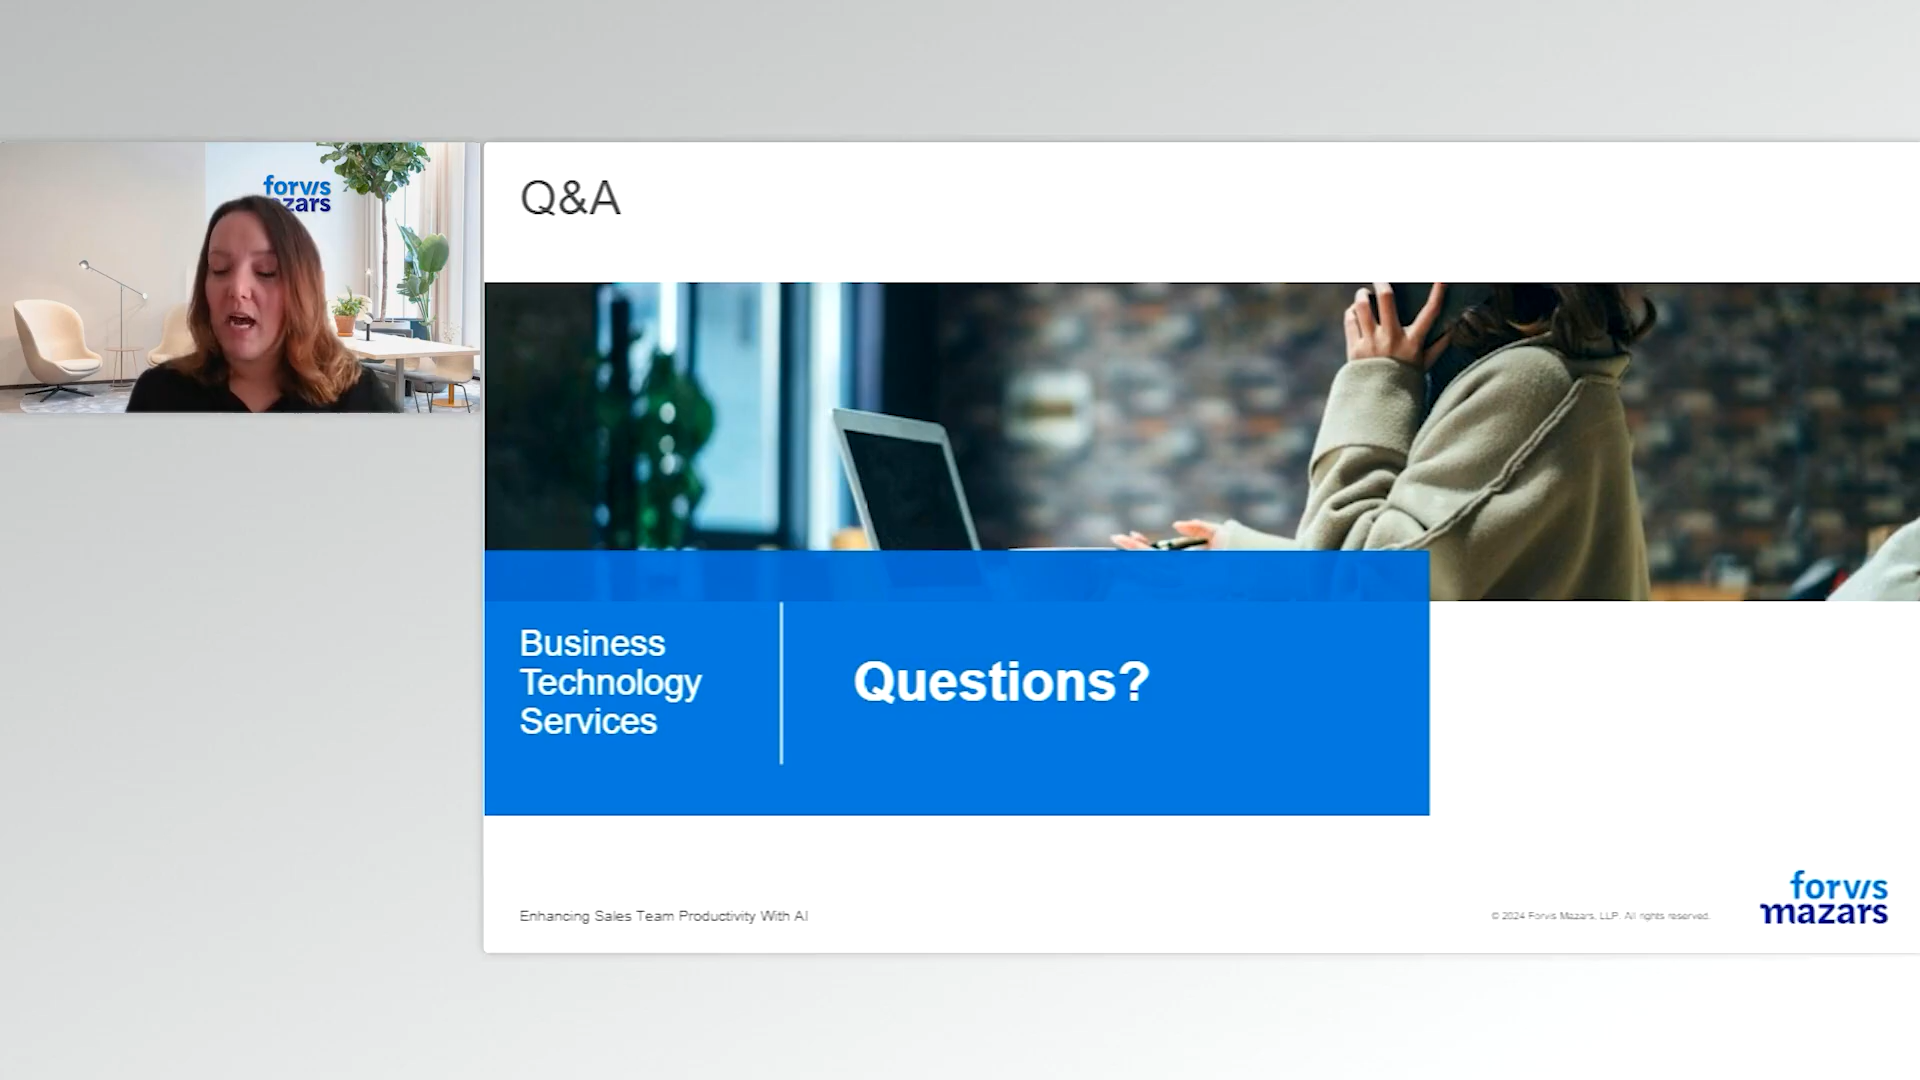 forvis
mazars
Q&A
Business
Technology
Services
Questions?
Enhancing Sales Team Productivity With AI
© 2024 Forvis Mazars, LLP. All rights reserved.
forvis
mazars